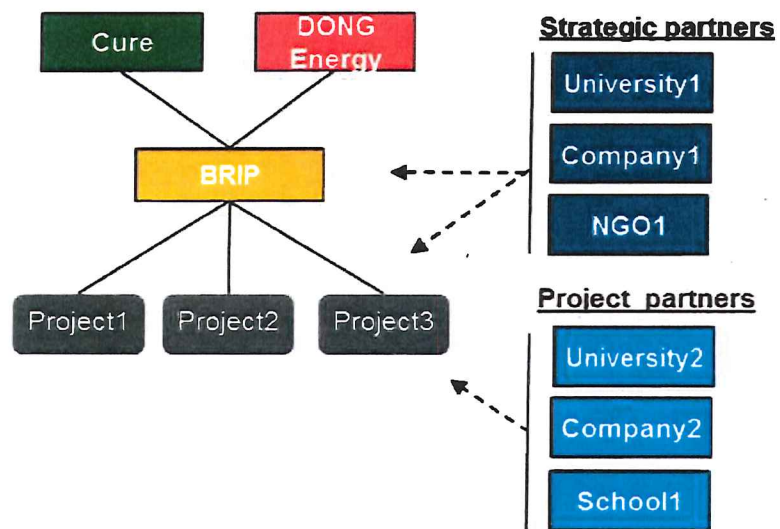 Cure
DONG
Energy
BRIP
Project1
Project2
Project3
Strategic partners
University1
Company1
NGO1
Project partners
University2
Company2
School1